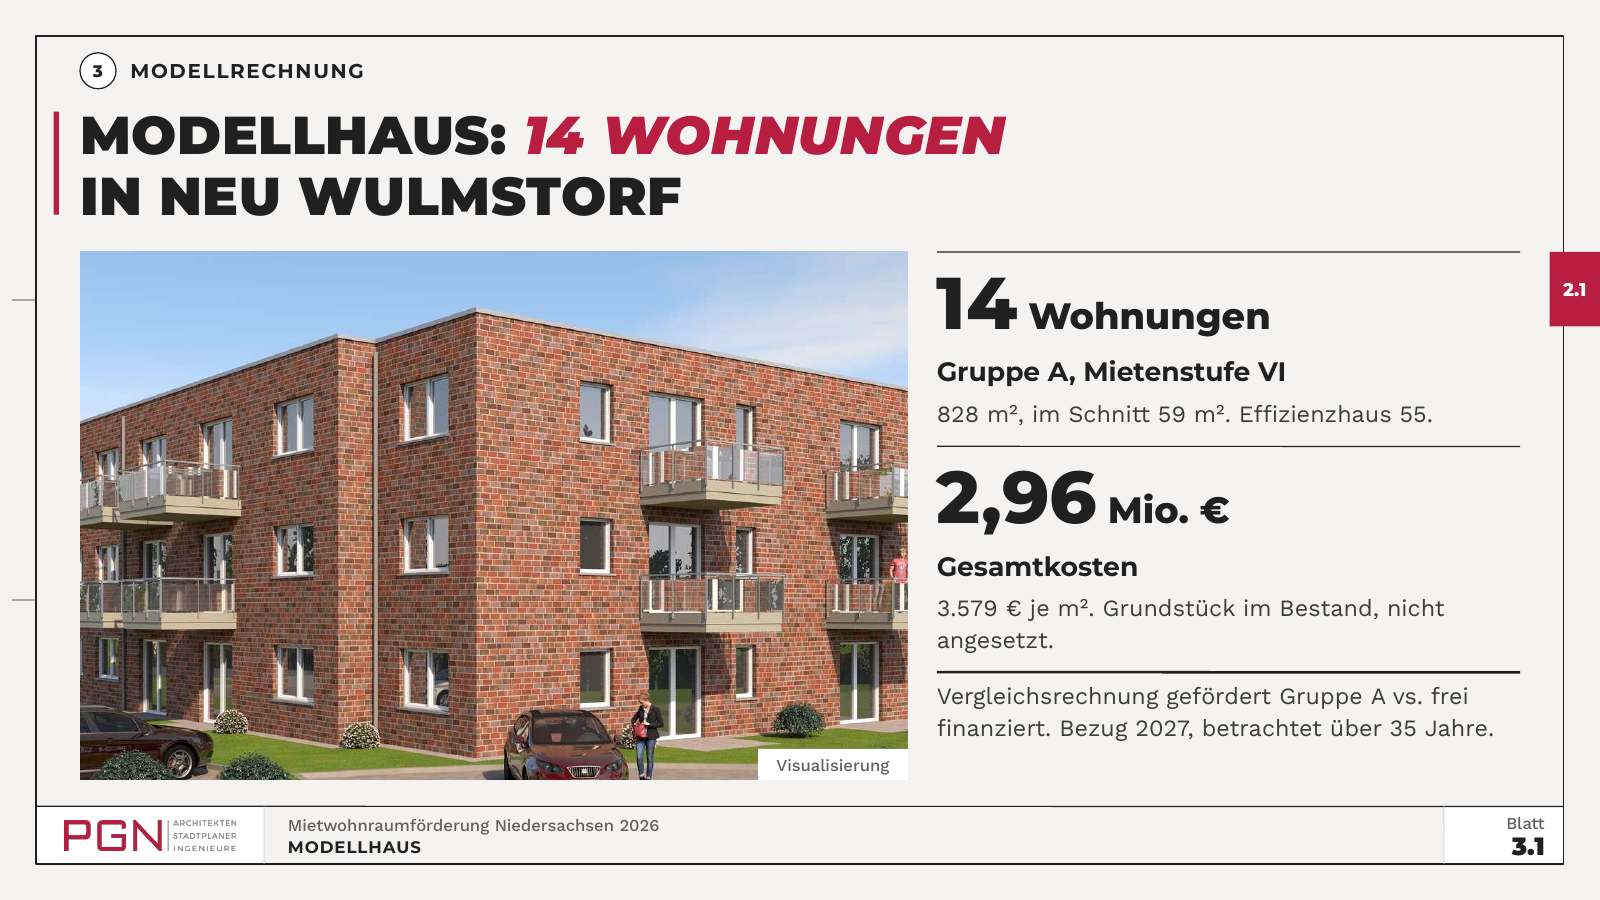 3 MODELLRECHNUNG
MODELLHAUS: 14 WOHNUNGEN
IN NEU WULMSTORF
14 Wohnungen
Gruppe A, Mietenstufe VI
828 m², im Schnitt 59 m². Effizienzhaus 55.
2,96 Mio. €
Gesamtkosten
3.579 € je m². Grundstück im Bestand, nicht
angesetzt.
Vergleichsrechnung gefördert Gruppe A vs. frei
finanziert. Bezug 2027, betrachtet über 35 Jahre.
2.1
Visualisierung
PGN
ARCHITEKTEN
STADTPLANER
INGENIEURE
Mietwohnraumförderung Niedersachsen 2026
MODELLHAUS
Blatt
3.1